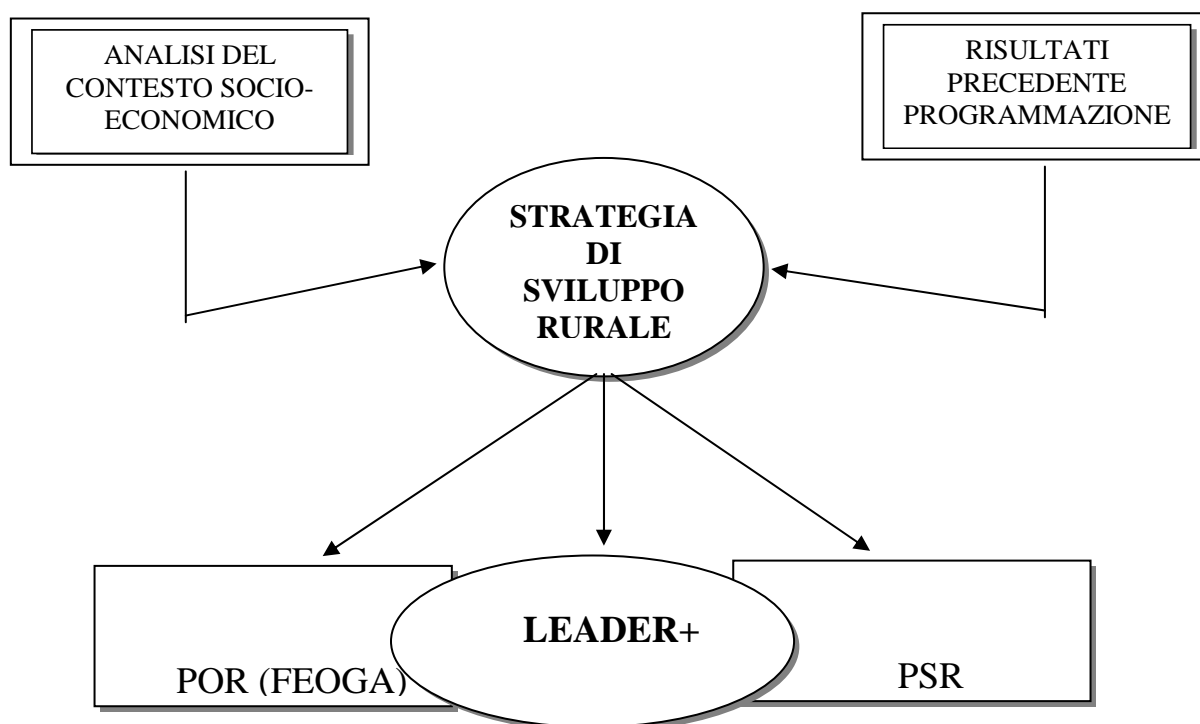 ANALISI DEL
CONTESTO SOCIO-
ECONOMICO
RISULTATI
PRECEDENTE
PROGRAMMAZIONE
STRATEGIA
DI
SVILUPPO
RURALE
LEADER+
POR (FEOGA)
PSR